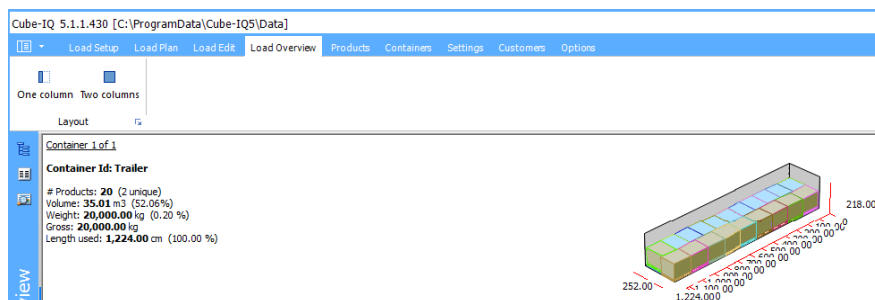 Cube-IQ 5.1.1.430 [C:\ProgramData\Cube-IQ5\Data]
Load Setup Load Plan Load Edit Load Overview Products Containers Settings Customers Options
One column Two columns
Layout
Container 1 of 1
Container Id: Trailer
# Products: 20 (2 unique)
Volume: 35.01 m3 (52.06%)
Weight: 20,000.00 kg (0.20 %)
Gross: 20,000.00 kg
Length used: 1,224.00 cm (100.00 %)
218.00
252.00
1,224.000